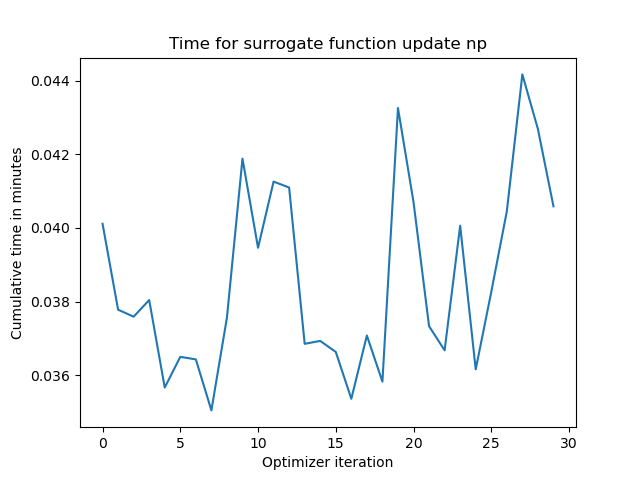 Time for surrogate function update np
0.044
0.042
0.040
0.038
0.036
Cumulative time in minutes
0 5 10 15 20 25 30
Optimizer iteration